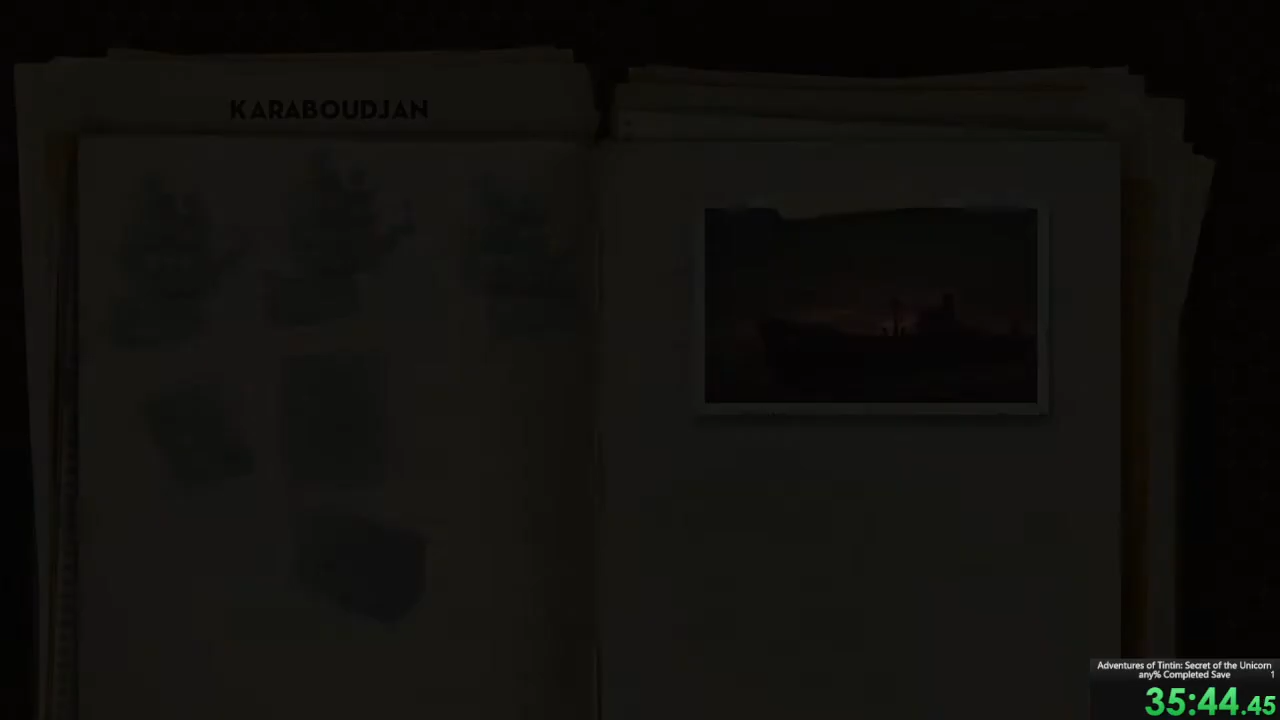 KARABOUDJAN
Adventures of Tintin: Secret of the Unicorn
any% Completed Save 1
35:44.45